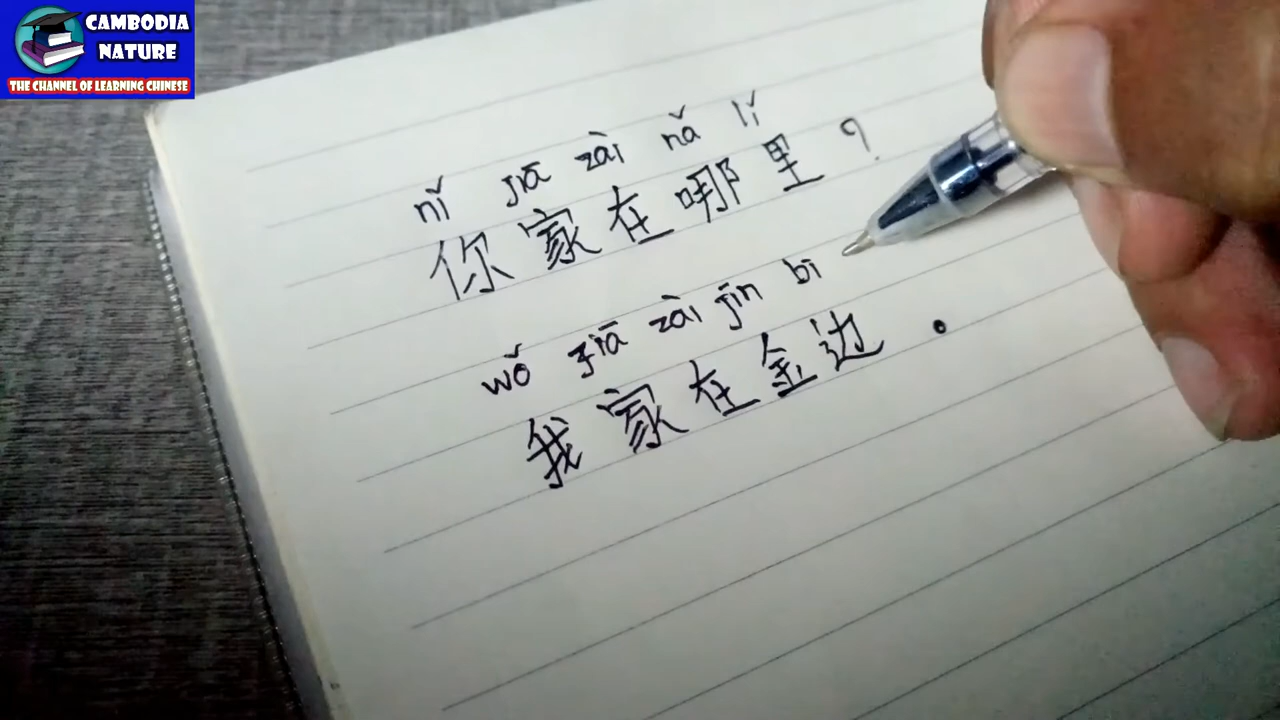 CAMBODIA
NATURE
THE CHANNEL OF LEARNING CHINESE
nǐ jiā zài nǎ lǐ
你家在哪里？
wǒ jiā zài jīn bi
我家在金边.